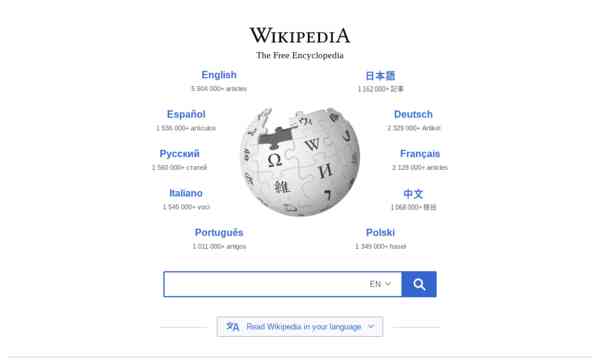 WIKIPEDIA
The Free Encyclopedia
English
5 904 000+ articles
日本語
1 162 000+ 記事
Español
1 536 000+ artículos
Deutsch
2 329 000+ Artikel
Русский
1 560 000+ статей
Français
2 129 000+ articles
Italiano
1 545 000+ voci
中文
1 068 000+ 條目
Português
1 011 000+ artigos
Polski
1 349 000+ haseł
Ω
W
И
維
EN
Read Wikipedia in your language